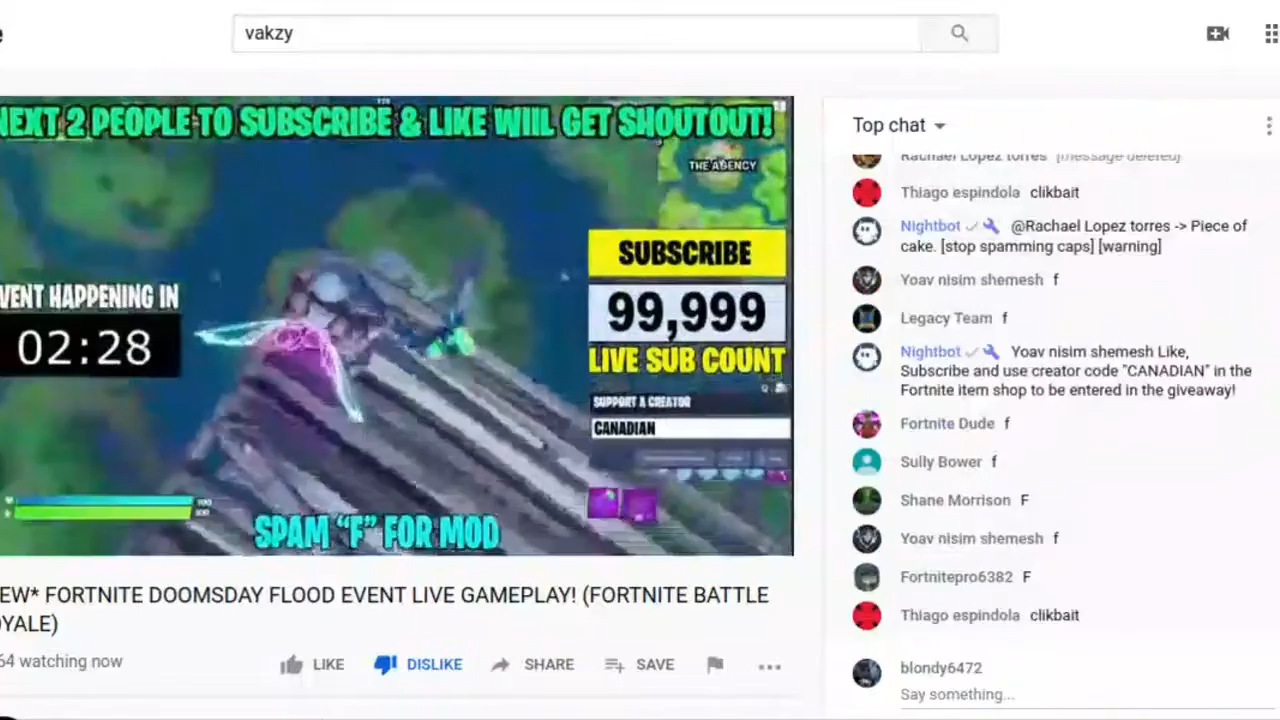 e
vakzy
NEXT 2 PEOPLE TO SUBSCRIBE & LIKE WIIL GET SHOUTOUT!
THE AGENCY
SUBSCRIBE
99,999
LIVE SUB COUNT
VENT HAPPENING IN
02:28
SUPPORT A CREATOR
CANADIAN
100
100
SPAM "F" FOR MOD
EW* FORTNITE DOOMSDAY FLOOD EVENT LIVE GAMEPLAY! (FORTNITE BATTLE
OYALE)
64 watching now
LIKE
DISLIKE
SHARE
SAVE
Top chat
Rachael Lopez torres [message deleted]
Thiago espindola clikbait
Nightbot @Rachael Lopez torres -> Piece of
cake. [stop spamming caps] [warning]
Yoav nisim shemesh f
Legacy Team f
Nightbot Yoav nisim shemesh Like,
Subscribe and use creator code "CANADIAN" in the
Fortnite item shop to be entered in the giveaway!
Fortnite Dude f
Sully Bower f
Shane Morrison F
Yoav nisim shemesh f
Fortnitepro6382 F
Thiago espindola clikbait
blondy6472
Say something...